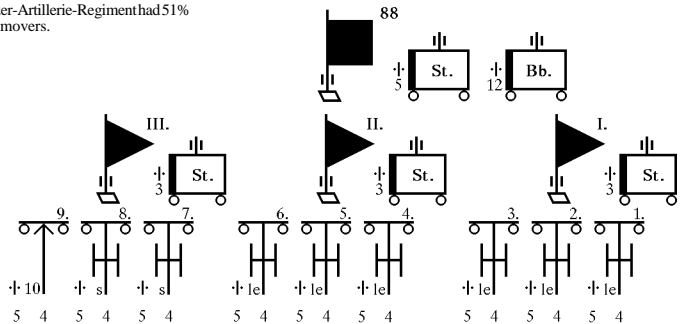 er-Artillerie-Regiment had 51%
movers.
88
St.
5
Bb.
12
III.
St.
3
II.
St.
3
I.
St.
3
9. 8. 7. 6. 5. 4. 3. 2. 1.
10 s s le le le le le le
5 4 5 4 5 4 5 4 5 4 5 4 5 4 5 4 5 4